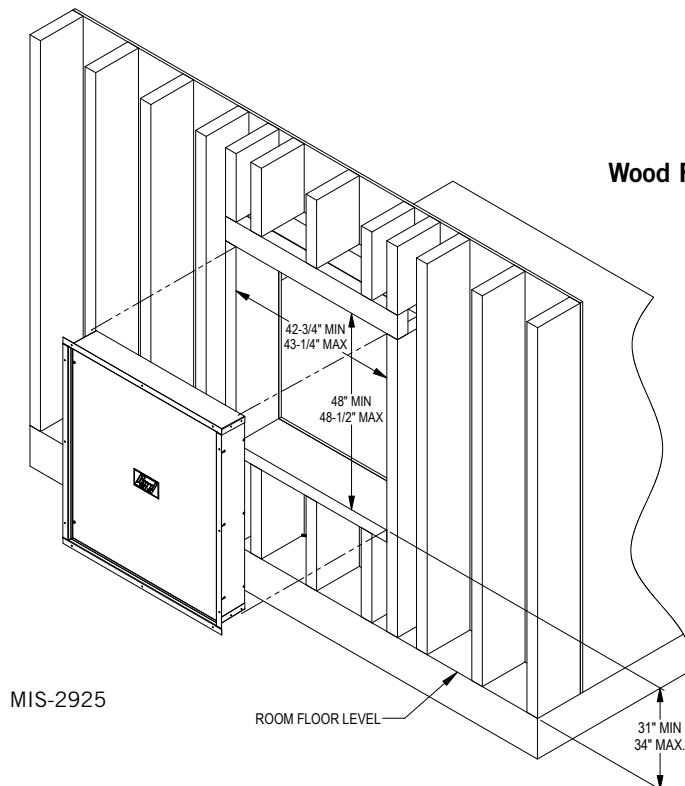 Wood F
42-3/4" MIN
43-1/4" MAX
48" MIN
48-1/2" MAX
MIS-2925
ROOM FLOOR LEVEL
31" MIN
34" MAX.